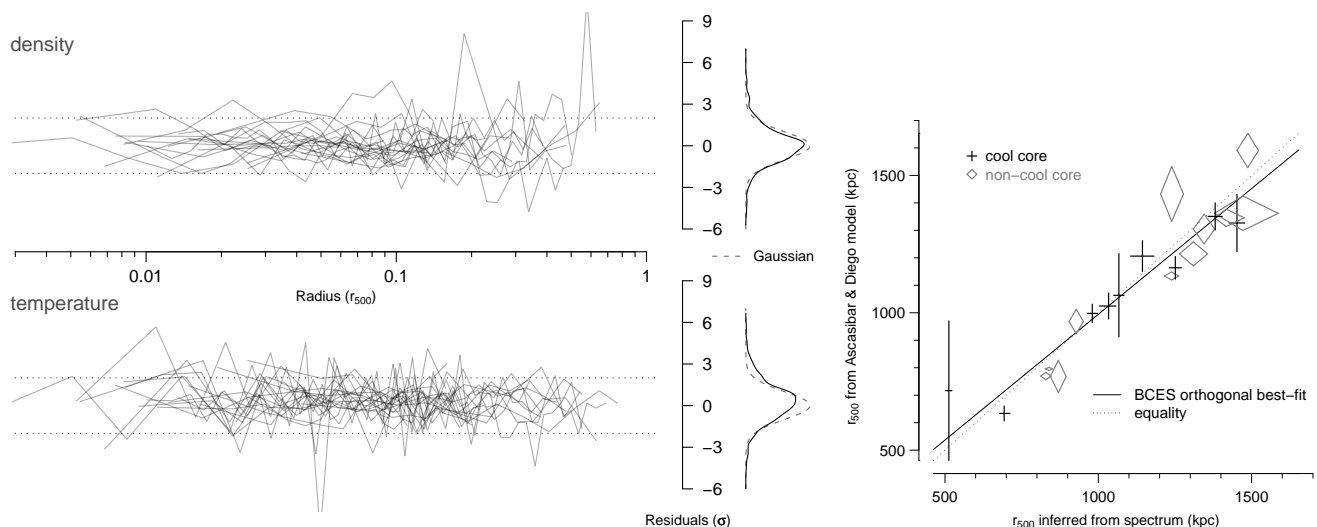 density
9
6
3
0
−3
−6
0.01
0.1
1
Radius (r500)
Gaussian
temperature
9
6
3
0
−3
−6
Residuals (σ)
r500 from Ascasibar & Diego model (kpc)
1500
1000
500
cool core
non−cool core
BCES orthogonal best−fit
equality
500
1000
1500
r500 inferred from spectrum (kpc)